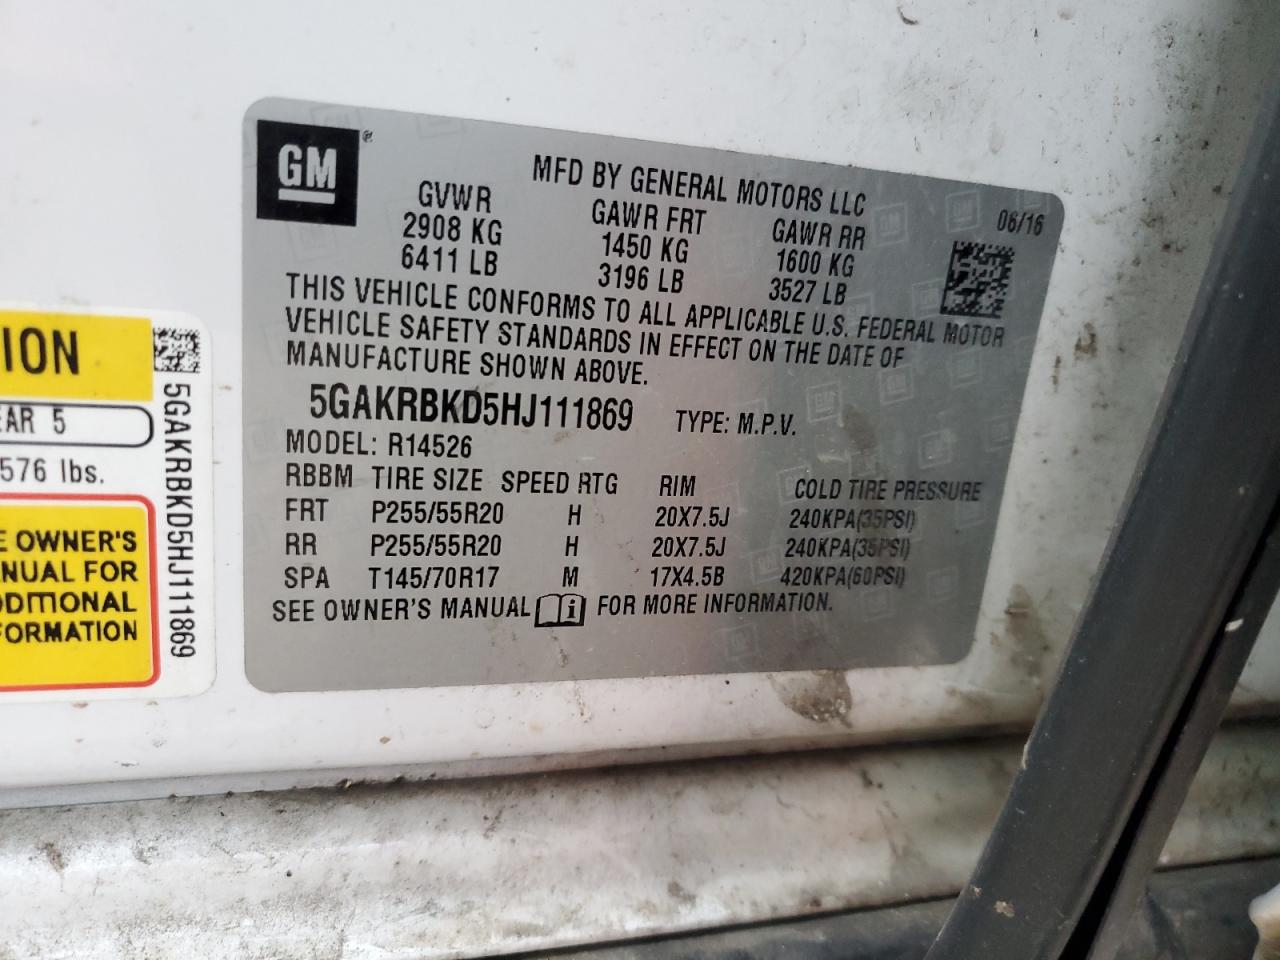 GM
®
MFD BY GENERAL MOTORS LLC
06/16
GVWR GAWR FRT GAWR RR
2908 KG 1450 KG 1600 KG
6411 LB 3196 LB 3527 LB
THIS VEHICLE CONFORMS TO ALL APPLICABLE U.S. FEDERAL MOTOR
VEHICLE SAFETY STANDARDS IN EFFECT ON THE DATE OF
MANUFACTURE SHOWN ABOVE.
5GAKRBKD5HJ111869 TYPE: M.P.V.
MODEL: R14526
RBBM TIRE SIZE SPEED RTG RIM COLD TIRE PRESSURE
FRT P255/55R20 H 20X7.5J 240KPA(35PSI)
RR P255/55R20 H 20X7.5J 240KPA(35PSI)
SPA T145/70R17 M 17X4.5B 420KPA(60PSI)
SEE OWNER'S MANUAL i FOR MORE INFORMATION.
ION
EAR 5
576 lbs.
E OWNER'S
NUAL FOR
DDITIONAL
FORMATION
5GAKRBKD5HJ111869